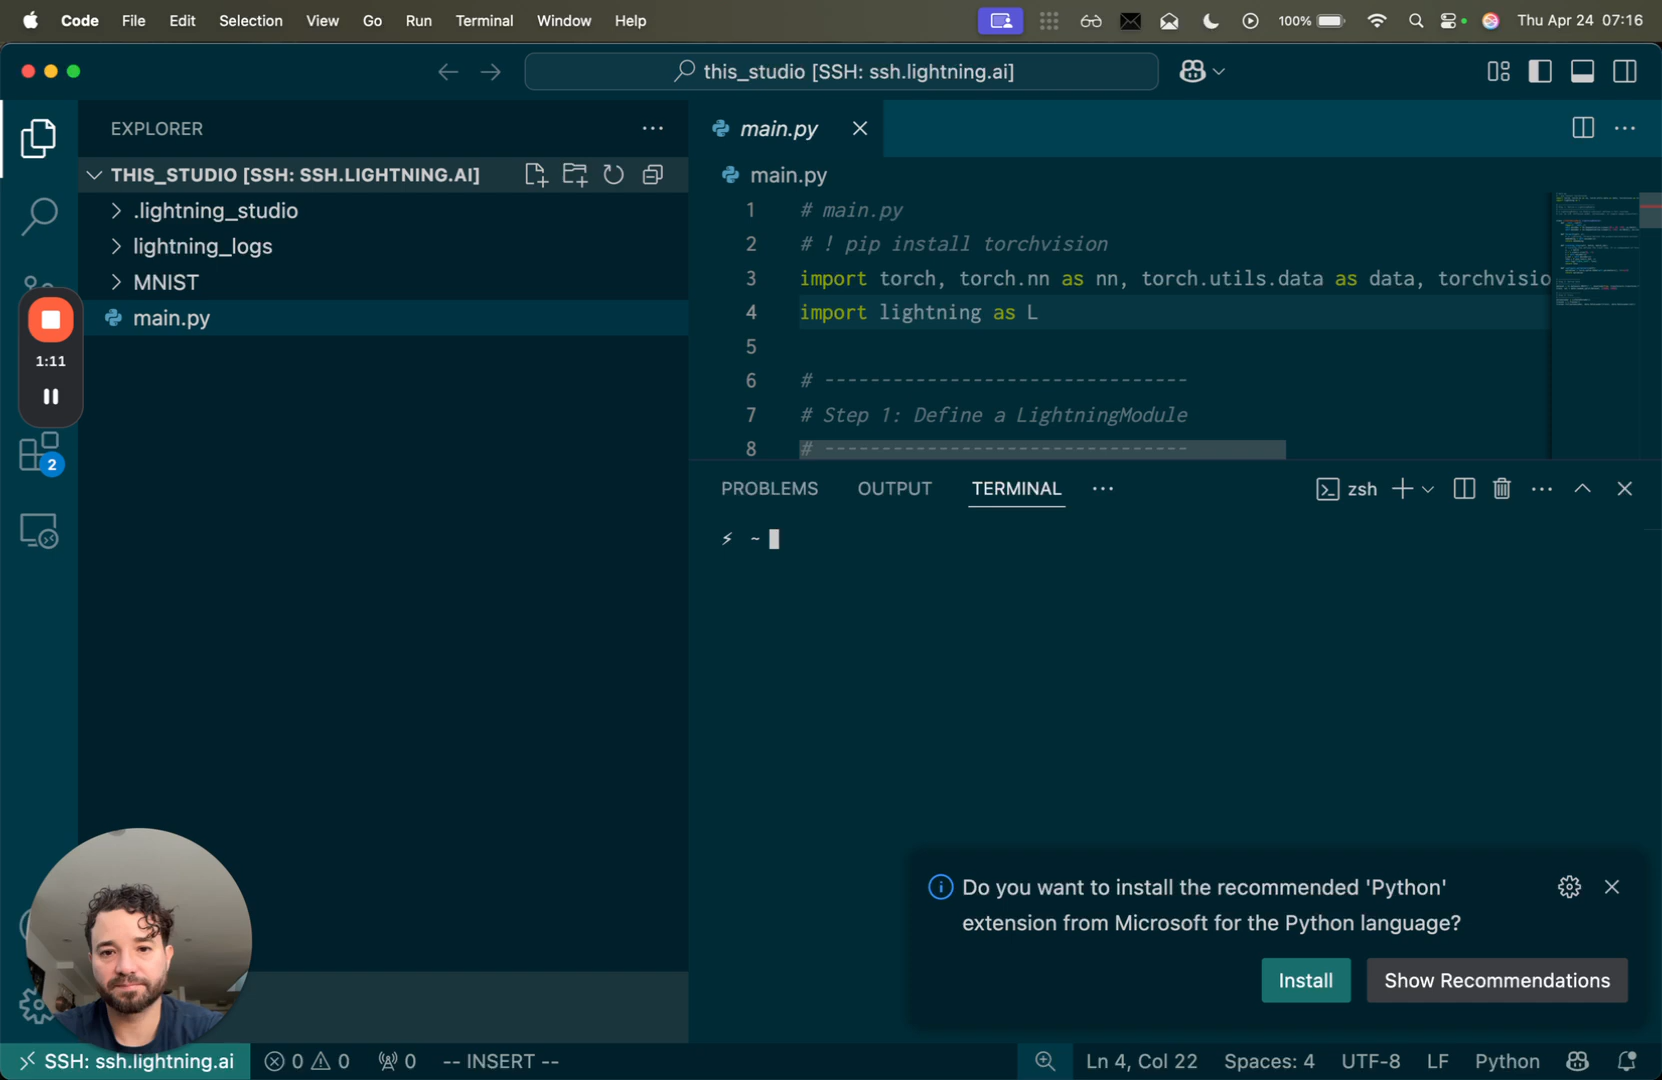 Code File Edit Selection View Go Run Terminal Window Help 100% Thu Apr 24 07:16
this_studio [SSH: ssh.lightning.ai]
EXPLORER
THIS_STUDIO [SSH: SSH.LIGHTNING.AI]
.lightning_studio
lightning_logs
MNIST
main.py
1:11
2
main.py
main.py
1 # main.py
2 # ! pip install torchvision
3 import torch, torch.nn as nn, torch.utils.data as data, torchvisio
4 import lightning as L
5
6 # --------------------------------
7 # Step 1: Define a LightningModule
8 # --------------------------------
PROBLEMS OUTPUT TERMINAL ··· zsh
⚡ ~
Do you want to install the recommended 'Python'
extension from Microsoft for the Python language?
Install Show Recommendations
SSH: ssh.lightning.ai 0 0 0 -- INSERT -- Ln 4, Col 22 Spaces: 4 UTF-8 LF Python